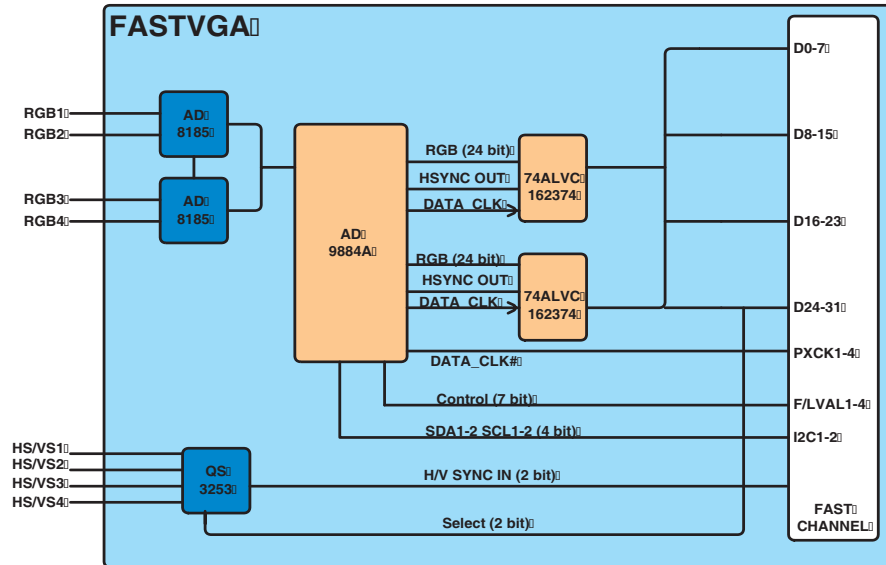 FASTVGA
D0-7
RGB1
RGB2
AD
8185
D8-15
RGB (24 bit)
HSYNC OUT
DATA_CLK
74ALVC
162374
RGB3
RGB4
AD
8185
D16-23
AD
9884A
RGB (24 bit)
HSYNC OUT
DATA_CLK
74ALVC
162374
D24-31
DATA_CLK#
PXCK1-4
Control (7 bit)
F/LVAL1-4
SDA1-2 SCL1-2 (4 bit)
I2C1-2
HS/VS1
HS/VS2
HS/VS3
HS/VS4
QS
3253
H/V SYNC IN (2 bit)
Select (2 bit)
FAST
CHANNEL